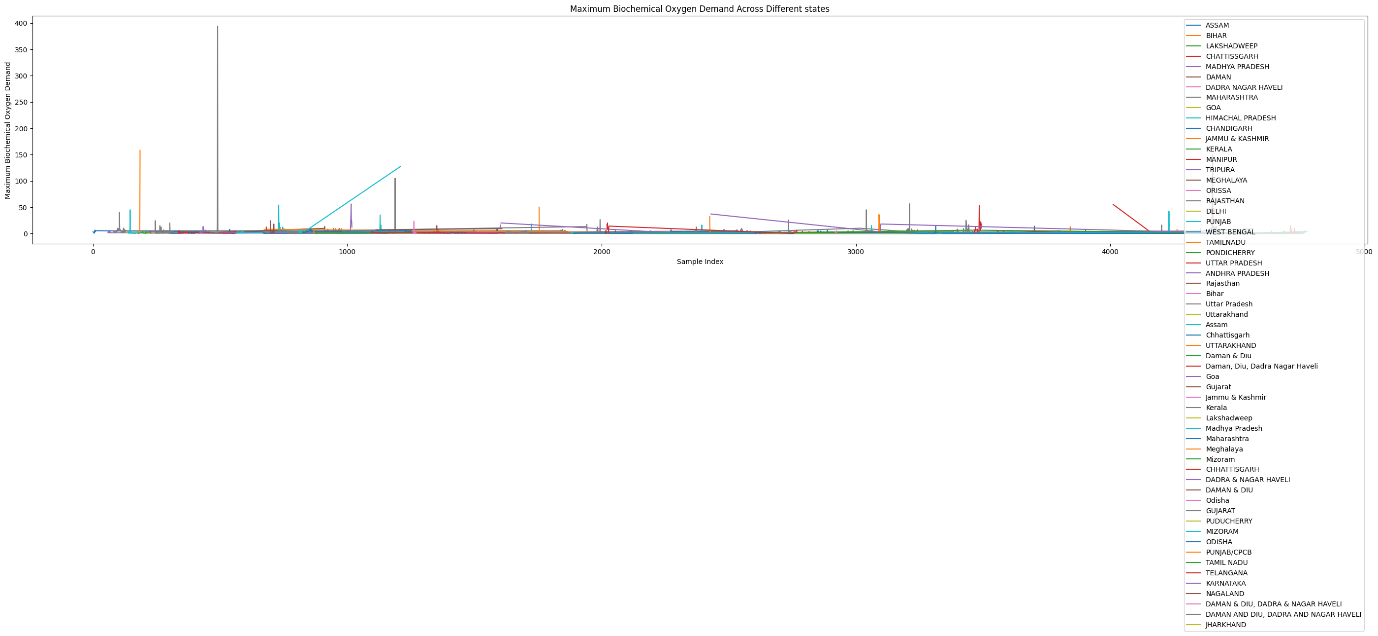 Maximum Biochemical Oxygen Demand Across Different states
Maximum Biochemical Oxygen Demand
400
350
300
250
200
150
100
50
0
0
1000
2000
3000
4000
5000
Sample Index
ASSAM
BIHAR
LAKSHADWEEP
CHATTISSGARH
MADHYA PRADESH
DAMAN
DADRA NAGAR HAVELI
MAHARASHTRA
GOA
HIMACHAL PRADESH
CHANDIGARH
JAMMU & KASHMIR
KERALA
MANIPUR
TRIPURA
MEGHALAYA
ORISSA
RAJASTHAN
DELHI
PUNJAB
WEST BENGAL
TAMILNADU
PONDICHERRY
UTTAR PRADESH
ANDHRA PRADESH
Rajasthan
Bihar
Uttar Pradesh
Uttarakhand
Assam
Chhattisgarh
UTTARAKHAND
Daman & Diu
Daman, Diu, Dadra Nagar Haveli
Goa
Gujarat
Jammu & Kashmir
Kerala
Lakshadweep
Madhya Pradesh
Maharashtra
Meghalaya
Mizoram
CHHATTISGARH
DADRA & NAGAR HAVELI
DAMAN & DIU
Odisha
GUJARAT
PUDUCHERRY
MIZORAM
ODISHA
PUNJAB/CPCB
TAMIL NADU
TELANGANA
KARNATAKA
NAGALAND
DAMAN & DIU, DADRA & NAGAR HAVELI
DAMAN AND DIU, DADRA AND NAGAR HAVELI
JHARKHAND